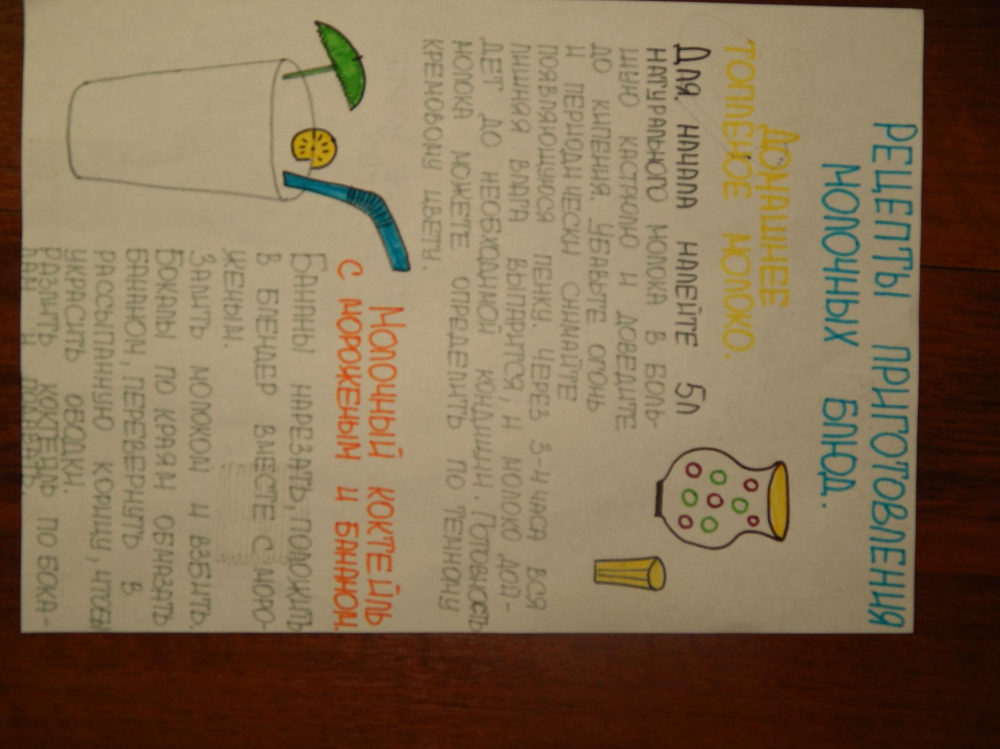 РЕЦЕПТЫ ПРИГОТОВЛЕНИЯ
МОЛОЧНЫХ БЛЮД.
ДОМАШНЕЕ
ТОПЛЕНОЕ МОЛОКО.
Для НАЧАЛА НАЛЕЙТЕ 5л
НАТУРАЛЬНОГО МОЛОКА В БОЛЬ-
ШУЮ КАСТРЮЛЮ И ДОВЕДИТЕ
ДО КИПЕНИЯ. УБАВЬТЕ ОГОНЬ
И ПЕРИОДИЧЕСКИ СНИМАЙТЕ
ПОЯВЛЯЮЩУЮСЯ ПЕНКУ. ЧЕРЕЗ 3-4 ЧАСА ВСЯ
ЛИШНЯЯ ВЛАГА ВЫПАРИТСЯ, И МОЛОКО ДОЙ-
ДЕТ ДО НЕОБХОДИМОЙ КОНДИЦИИ. ГОТОВНОСТЬ
МОЛОКА МОЖЕТЕ ОПРЕДЕЛИТЬ ПО ТЕМНОМУ
КРЕМОВОМУ ЦВЕТУ.
МОЛОЧНЫЙ КОКТЕЙЛЬ
С МОРОЖЕНЫМ И БАНАНОМ.
БАНАНЫ НАРЕЗАТЬ, ПОЛОЖИТЬ
В БЛЕНДЕР ВМЕСТЕ С МОРО-
ЖЕНЫМ.
ЗАЛИТЬ МОЛОКОМ И ВЗБИТЬ.
БОКАЛЫ ПО КРАЯМ ОБМАЗАТЬ
БАНАНОМ, ПЕРЕВЕРНУТЬ В
РАССЫПАННУЮ КОРИЦУ, ЧТОБЫ
УКРАСИТЬ ОБОДКИ.
РАЗЛИТЬ КОКТЕЙЛЬ ПО БОКА-
ЛАМ И ПОДАВАТЬ.